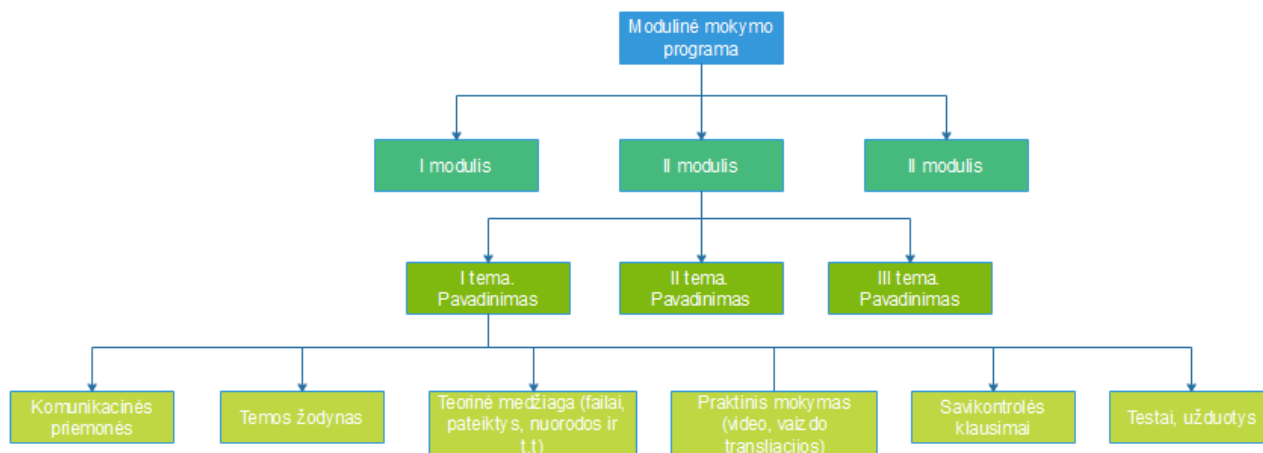 Modulinė mokymo
programa
I modulis
II modulis
II modulis
I tema.
Pavadinimas
II tema.
Pavadinimas
III tema.
Pavadinimas
Komunikacinės
priemonės
Temos žodynas
Teorinė medžiaga (failai,
pateiktys, nuorodos ir
t.t)
Praktinis mokymas
(video, vaizdo
transliacijos)
Savikontrolės
klausimai
Testai, užduotys